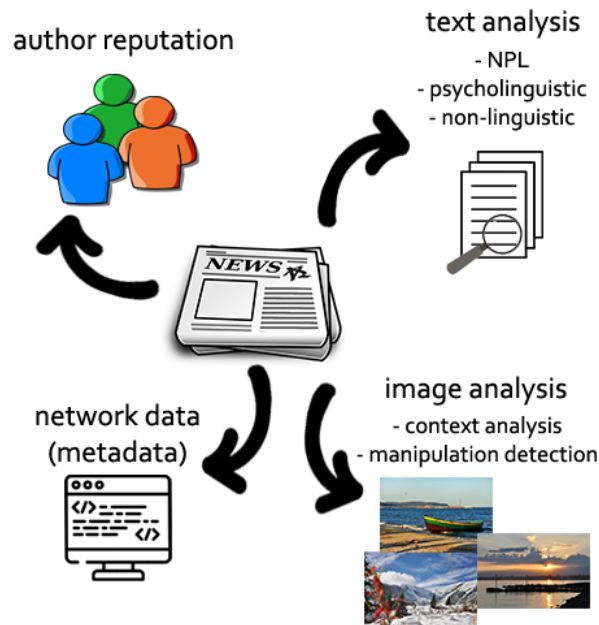 author reputation
text analysis
- NPL
- psycholinguistic
- non-linguistic
NEWS
network data
(metadata)
</>
</>
image analysis
- context analysis
- manipulation detection